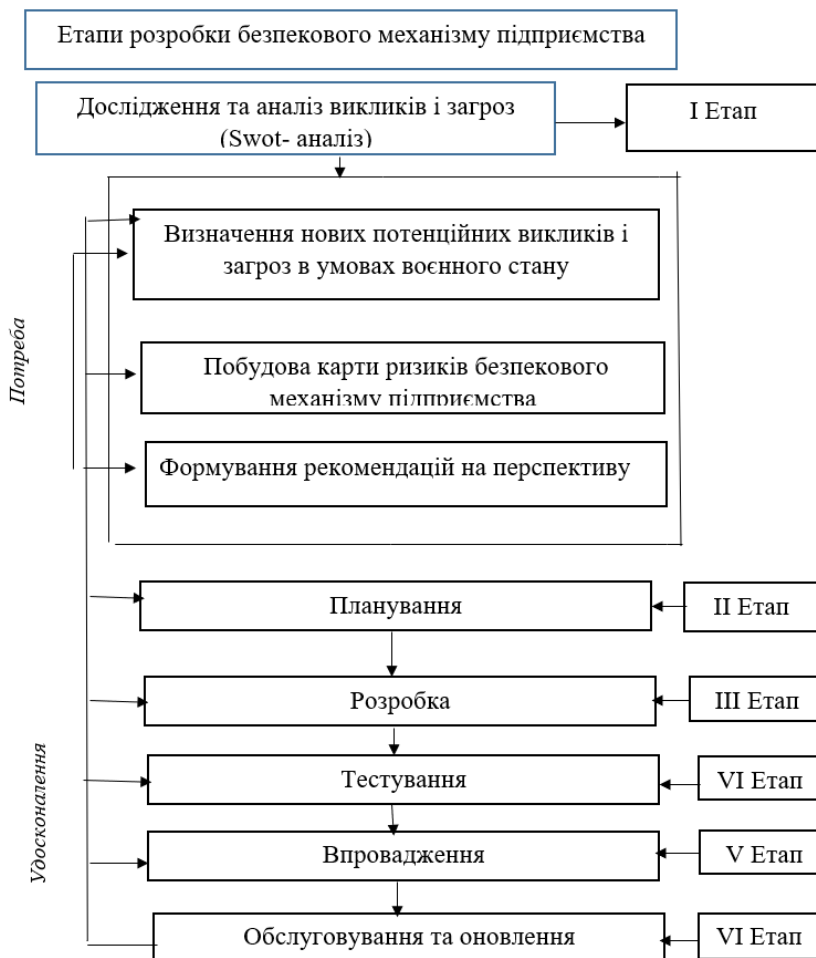 Етапи розробки безпекового механізму підприємства
Дослідження та аналіз викликів і загроз
(Swot- аналіз)
I Етап
Визначення нових потенційних викликів і
загроз в умовах воєнного стану
Потреба
Побудова карти ризиків безпекового
механізму підприємства
Формування рекомендацій на перспективу
Планування
II Етап
Розробка
III Етап
Удосконалення
Тестування
VI Етап
Впровадження
V Етап
Обслуговування та оновлення
VI Етап